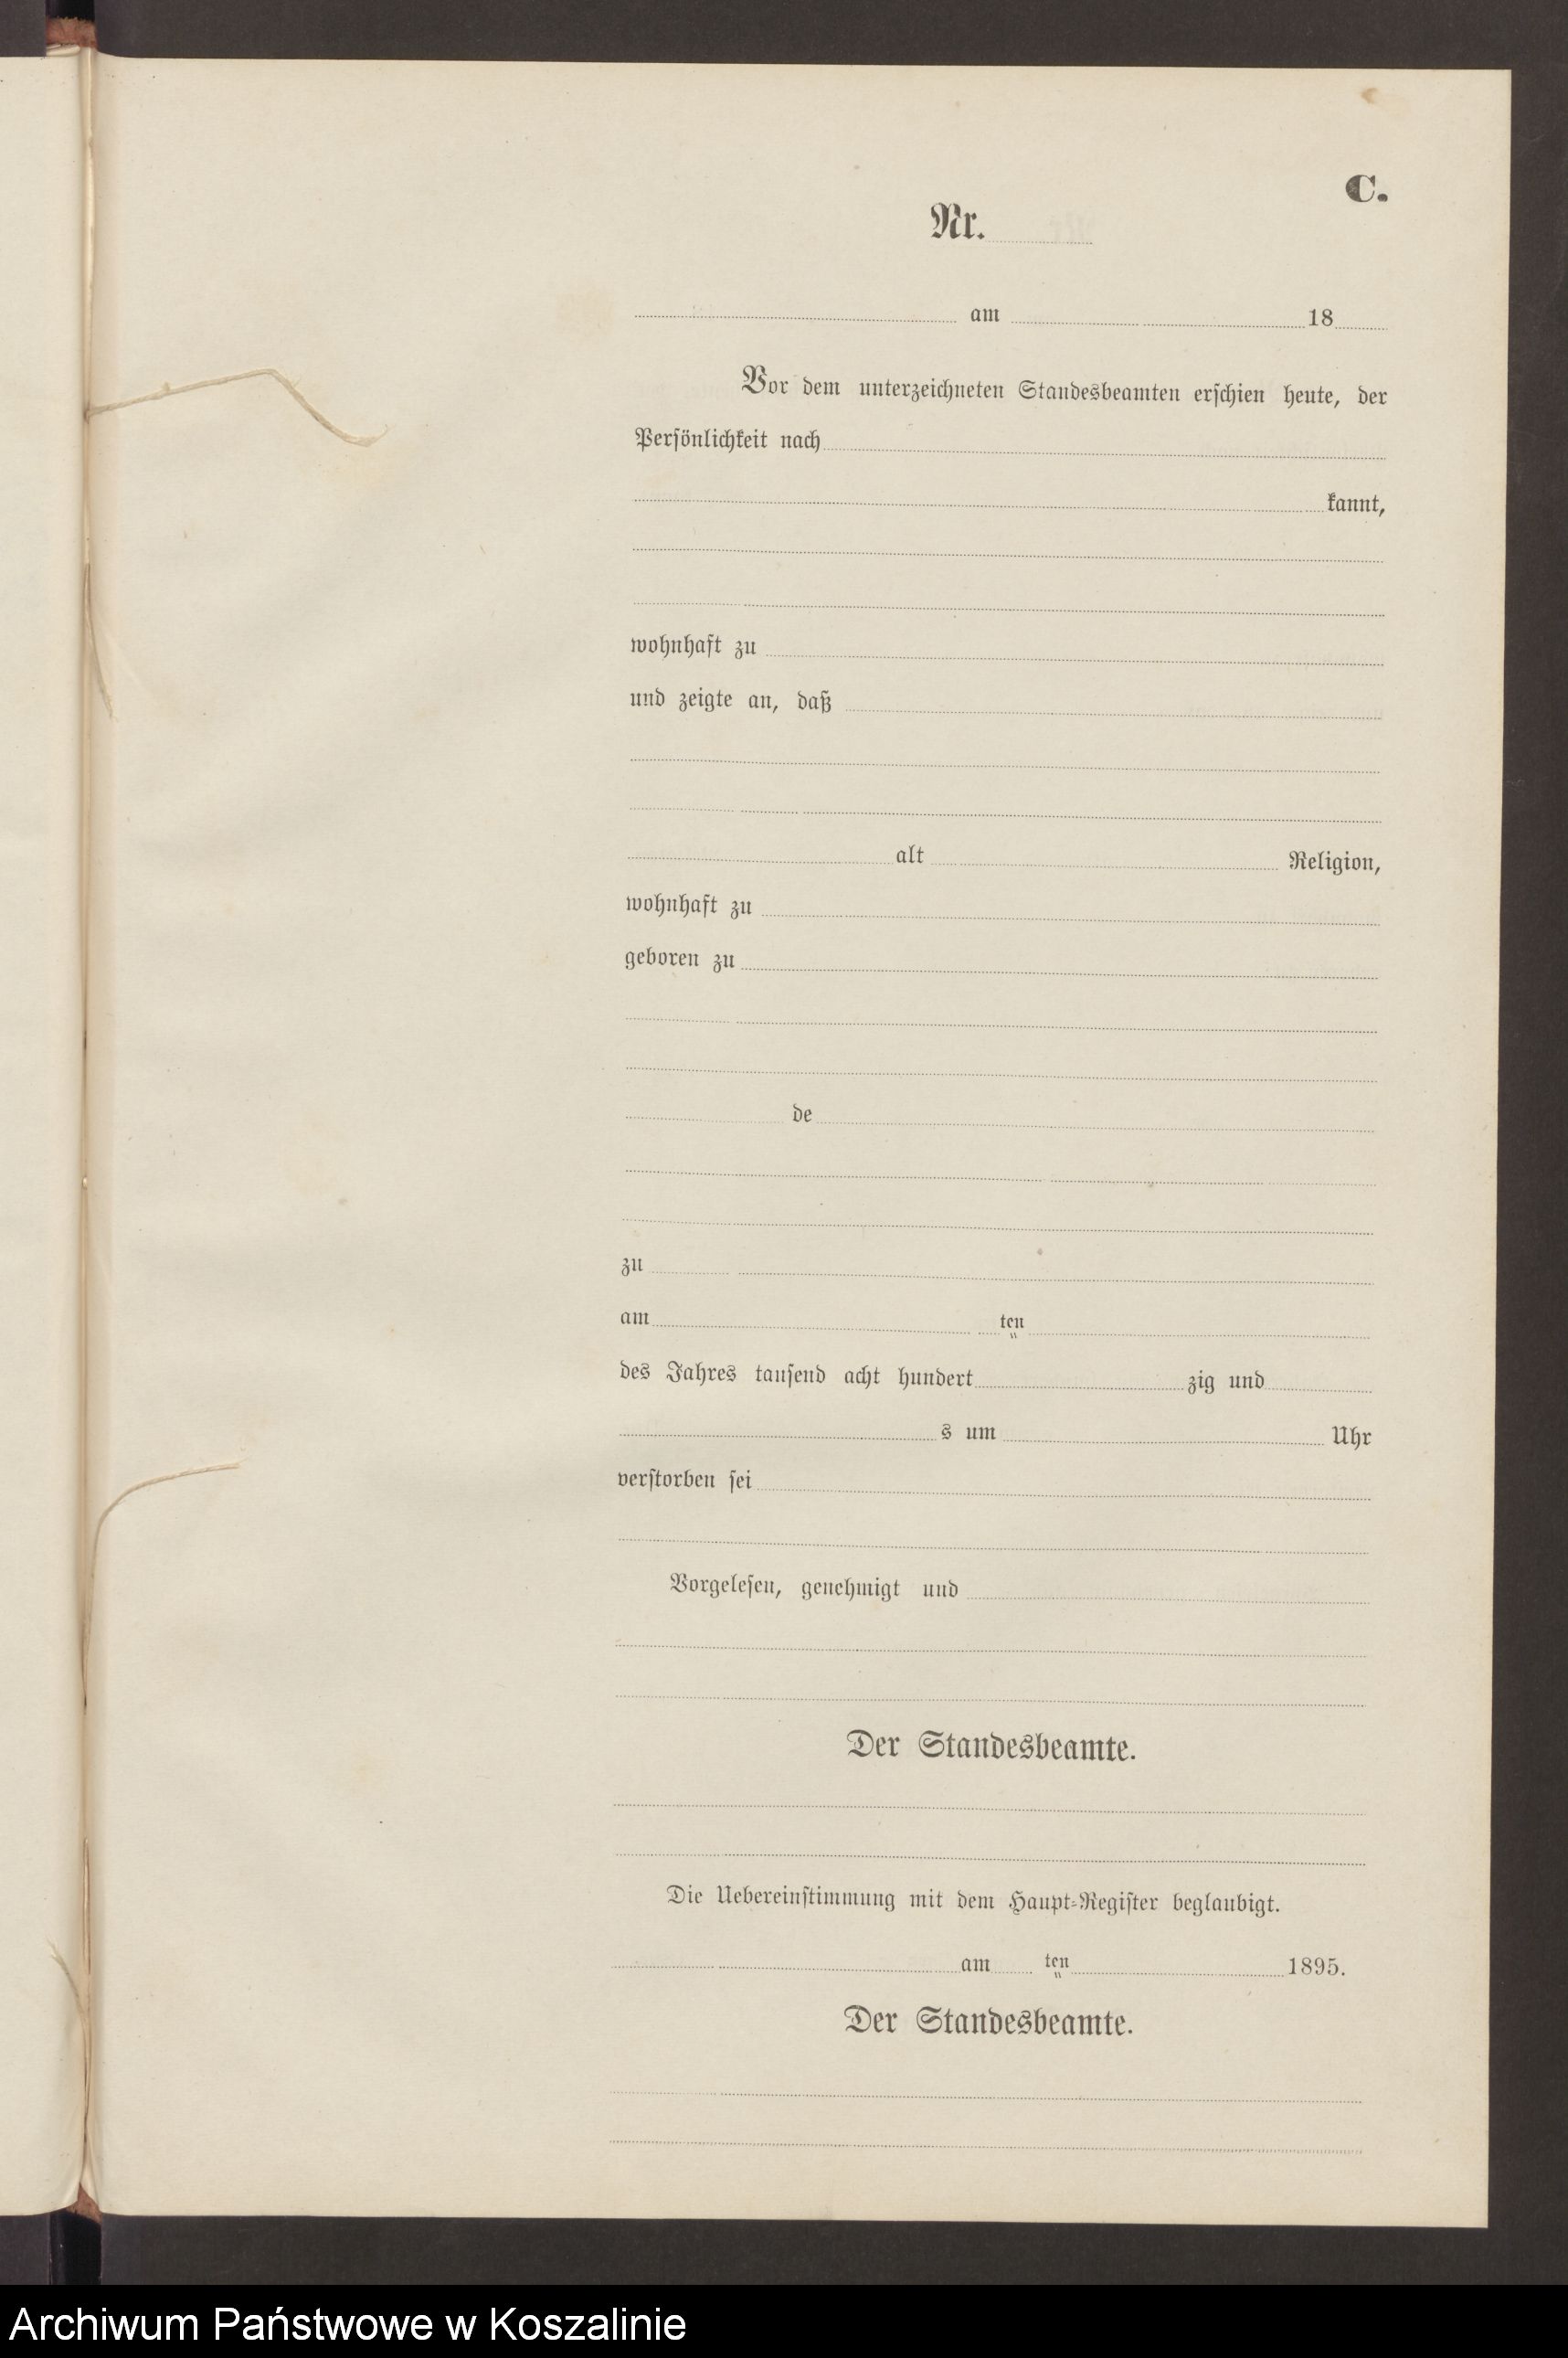 C.
Nr.
am 18
Vor dem unterzeichneten Standesbeamten erschien heute, der
Persönlichkeit nach
kannt,
wohnhaft zu
und zeigte an, daß
alt Religion,
wohnhaft zu
geboren zu
de
zu
am ten
des Jahres tausend acht hundert zig und
s um Uhr
verstorben sei
Vorgelesen, genehmigt und
Der Standesbeamte.
Die Uebereinstimmung mit dem Haupt-Register beglaubigt.
am ten 1895.
Der Standesbeamte.
Archiwum Państwowe w Koszalinie